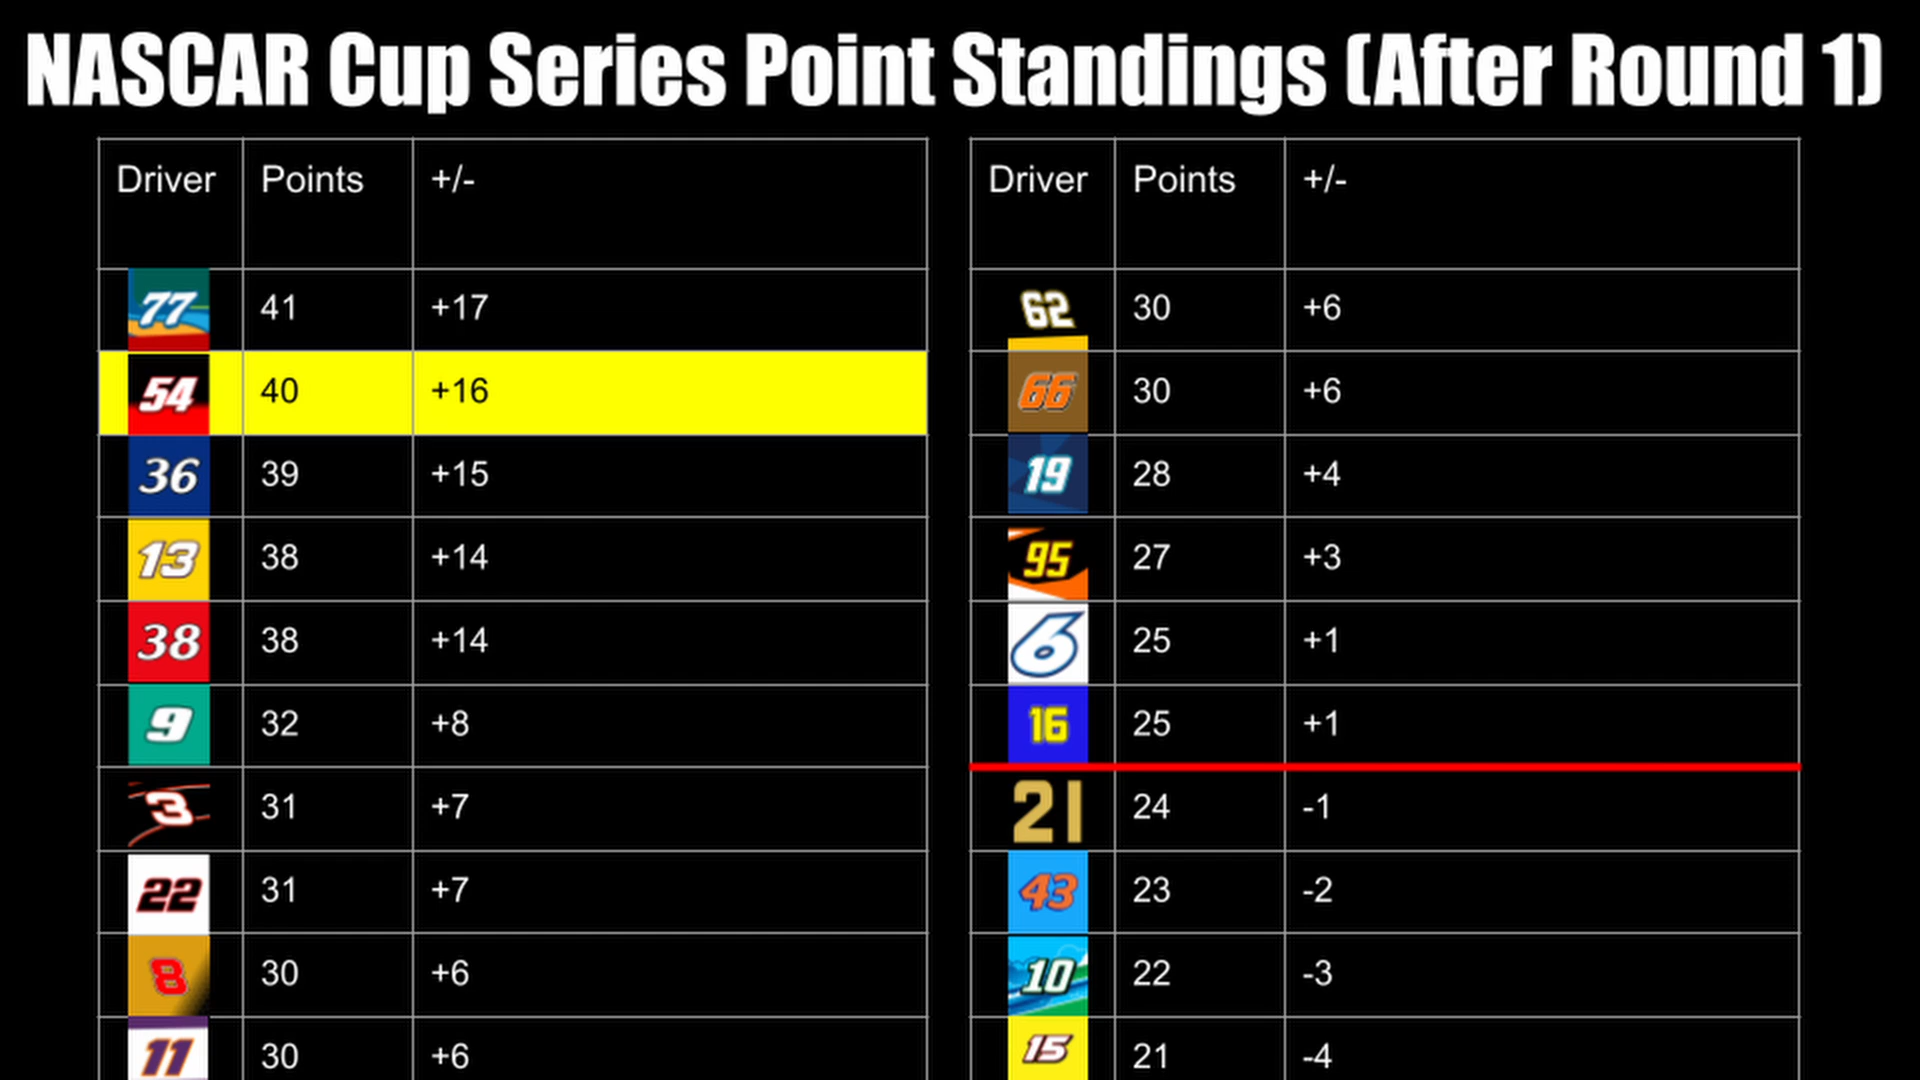 NASCAR Cup Series Point Standings (After Round 1)
Driver Points +/-
77 41 +17
54 40 +16
36 39 +15
13 38 +14
38 38 +14
9 32 +8
3 31 +7
22 31 +7
8 30 +6
11 30 +6
Driver Points +/-
62 30 +6
66 30 +6
19 28 +4
95 27 +3
6 25 +1
16 25 +1
21 24 -1
43 23 -2
10 22 -3
15 21 -4